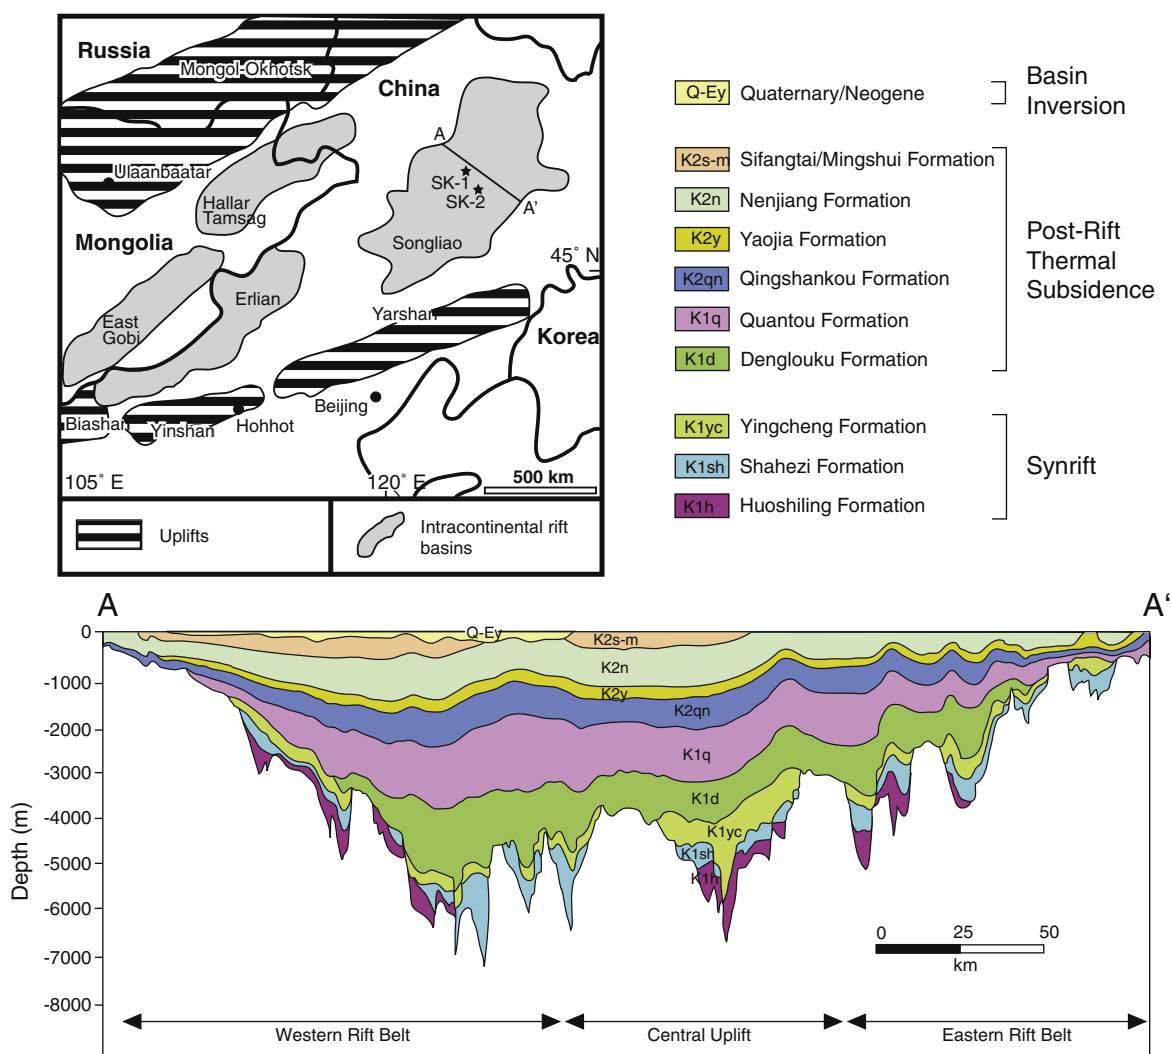 Russia
Mongol-Okhotsk
China
A
Ulaanbaatar
SK-1
SK-2
Hallar
Tamsag
A'
Mongolia
Songliao
45° N
Erlian
East
Gobi
Yarshan
Korea
Beijing
Biashan
Yinshan
Hohhot
105° E
120° E
500 km
Uplifts
Intracontinental rift
basins
Q-Ey Quaternary/Neogene
Basin
Inversion
K2s-m Sifangtai/Mingshui Formation
K2n Nenjiang Formation
K2y Yaojia Formation
K2qn Qingshankou Formation
K1q Quantou Formation
K1d Denglouku Formation
Post-Rift
Thermal
Subsidence
K1yc Yingcheng Formation
K1sh Shahezi Formation
K1h Huoshiling Formation
Synrift
A
A‘
Depth (m)
0
-1000
-2000
-3000
-4000
-5000
-6000
-7000
-8000
Q-Ey
K2s-m
K2n
K2y
K2qn
K1q
K1d
K1yc
K1sh
K1h
0 25 50
km
Western Rift Belt
Central Uplift
Eastern Rift Belt